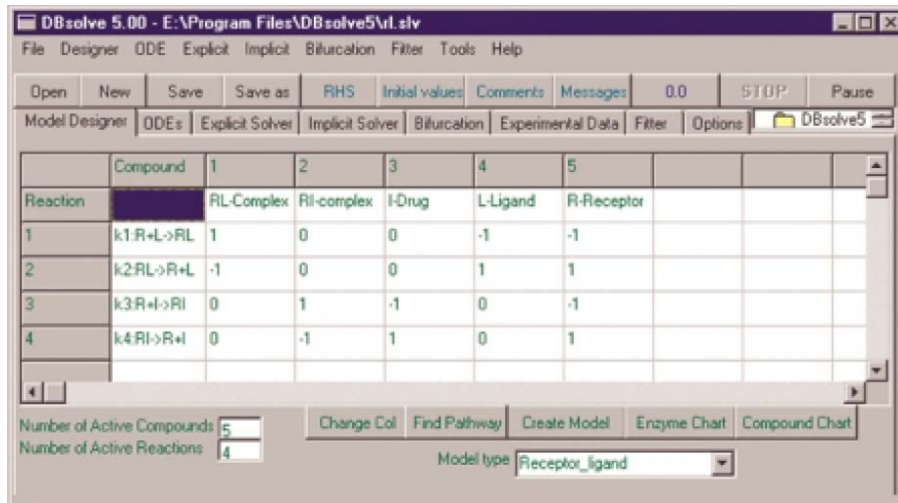 DBsolve 5.00 - E:\Program Files\DBsolve5\rl.slv
File Designer ODE Explicit Implicit Bifurcation Fitter Tools Help
Open New Save Save as RHS Initial values Comments Messages 0.0 STOP Pause
Model Designer ODEs Explicit Solver Implicit Solver Bifurcation Experimental Data Fitter Options DBsolve5
Compound 1 2 3 4 5
Reaction RL-Complex RI-complex I-Drug L-Ligand R-Receptor
1 k1:R+L->RL 1 0 0 -1 -1
2 k2:RL->R+L -1 0 0 1 1
3 k3:R+I->RI 0 1 -1 0 -1
4 k4:RI->R+I 0 -1 1 0 1
Number of Active Compounds 5
Number of Active Reactions 4
Change Col Find Pathway Create Model Enzyme Chart Compound Chart
Model type Receptor_ligand